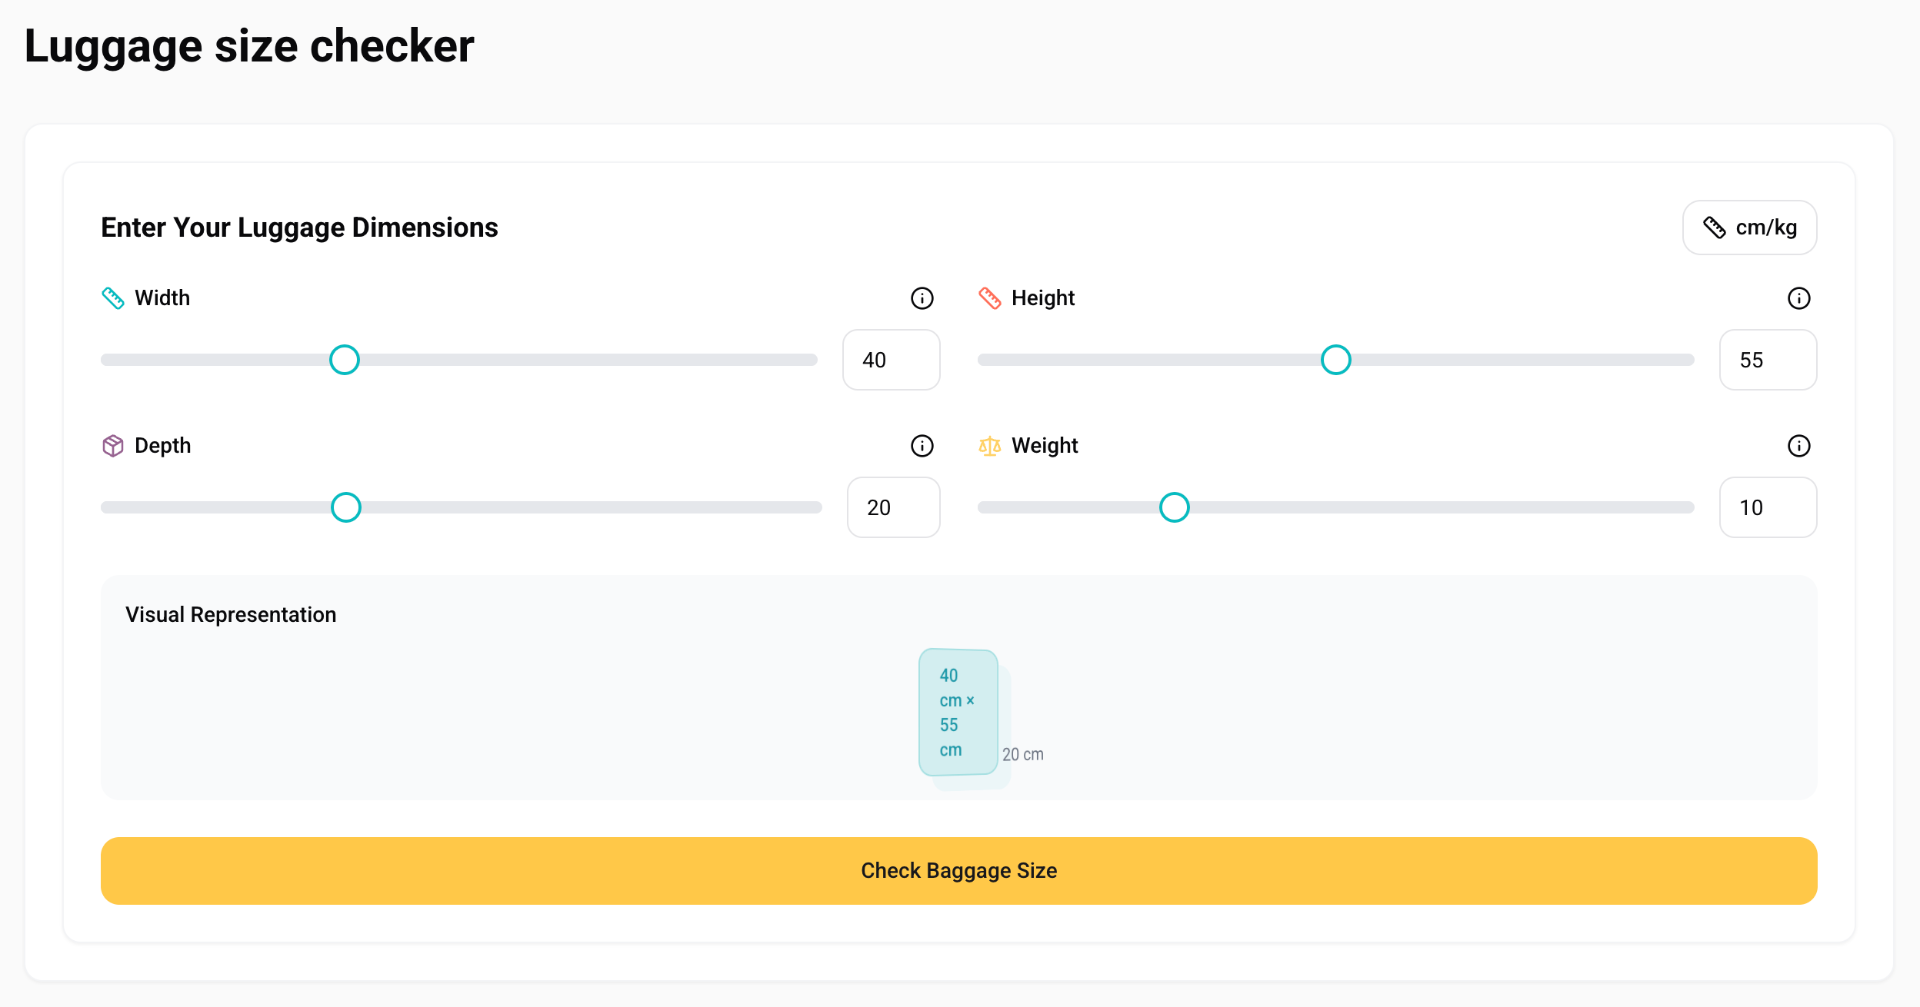 Luggage size checker
Enter Your Luggage Dimensions
cm/kg
Width
40
Height
55
Depth
20
Weight
10
Visual Representation
40
cm ×
55
cm
20 cm
Check Baggage Size